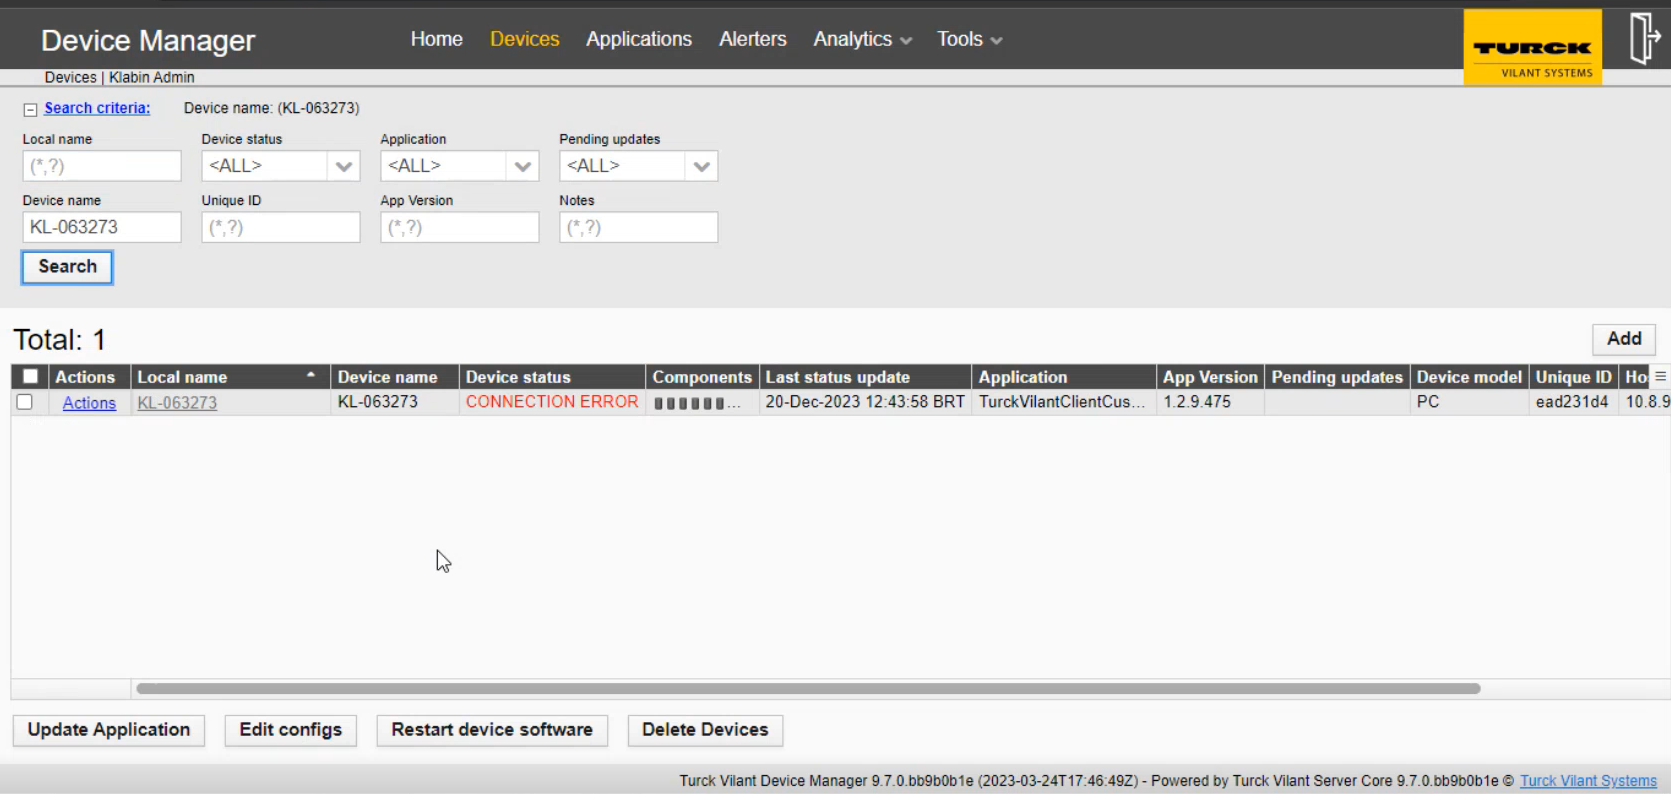 Device Manager
Home Devices Applications Alerters Analytics Tools
TURCK
VILANT SYSTEMS
Devices | Klabin Admin
Search criteria: Device name: (KL-063273)
Local name Device status Application Pending updates
(*,?) <ALL> <ALL> <ALL>
Device name Unique ID App Version Notes
KL-063273 (*,?) (*,?) (*,?)
Search
Total: 1
Add
Actions Local name Device name Device status Components Last status update Application App Version Pending updates Device model Unique ID Ho
Actions KL-063273 KL-063273 CONNECTION ERROR ... 20-Dec-2023 12:43:58 BRT TurckVilantClientCus... 1.2.9.475 PC ead231d4 10.8.9
Update Application Edit configs Restart device software Delete Devices
Turck Vilant Device Manager 9.7.0.bb9b0b1e (2023-03-24T17:46:49Z) - Powered by Turck Vilant Server Core 9.7.0.bb9b0b1e © Turck Vilant Systems